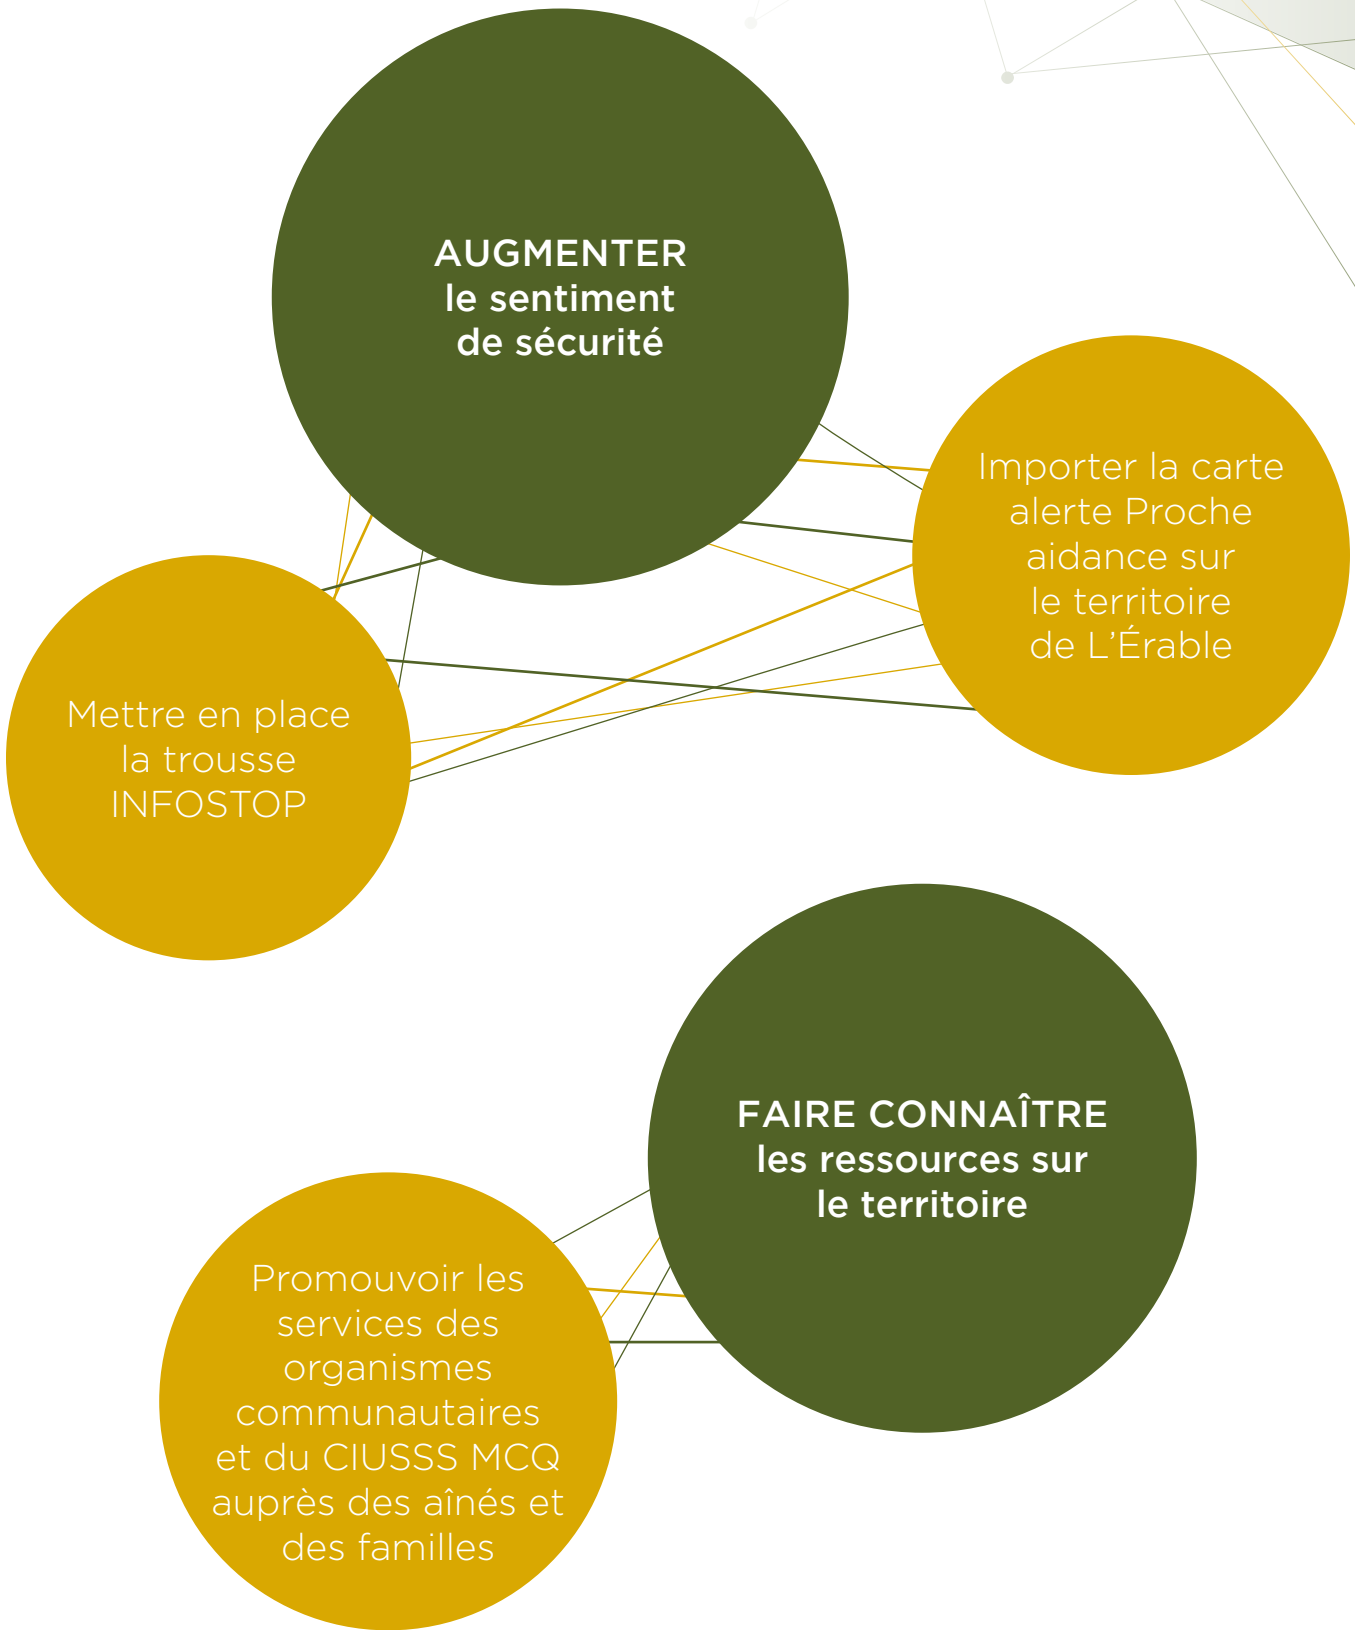 AUGMENTER
le sentiment
de sécurité
Importer la carte
alerte Proche
aidance sur
le territoire
de L'Érable
Mettre en place
la trousse
INFOSTOP
FAIRE CONNAÎTRE
les ressources sur
le territoire
Promouvoir les
services des
organismes
communautaires
et du CIUSSS MCQ
auprès des aînés et
des familles